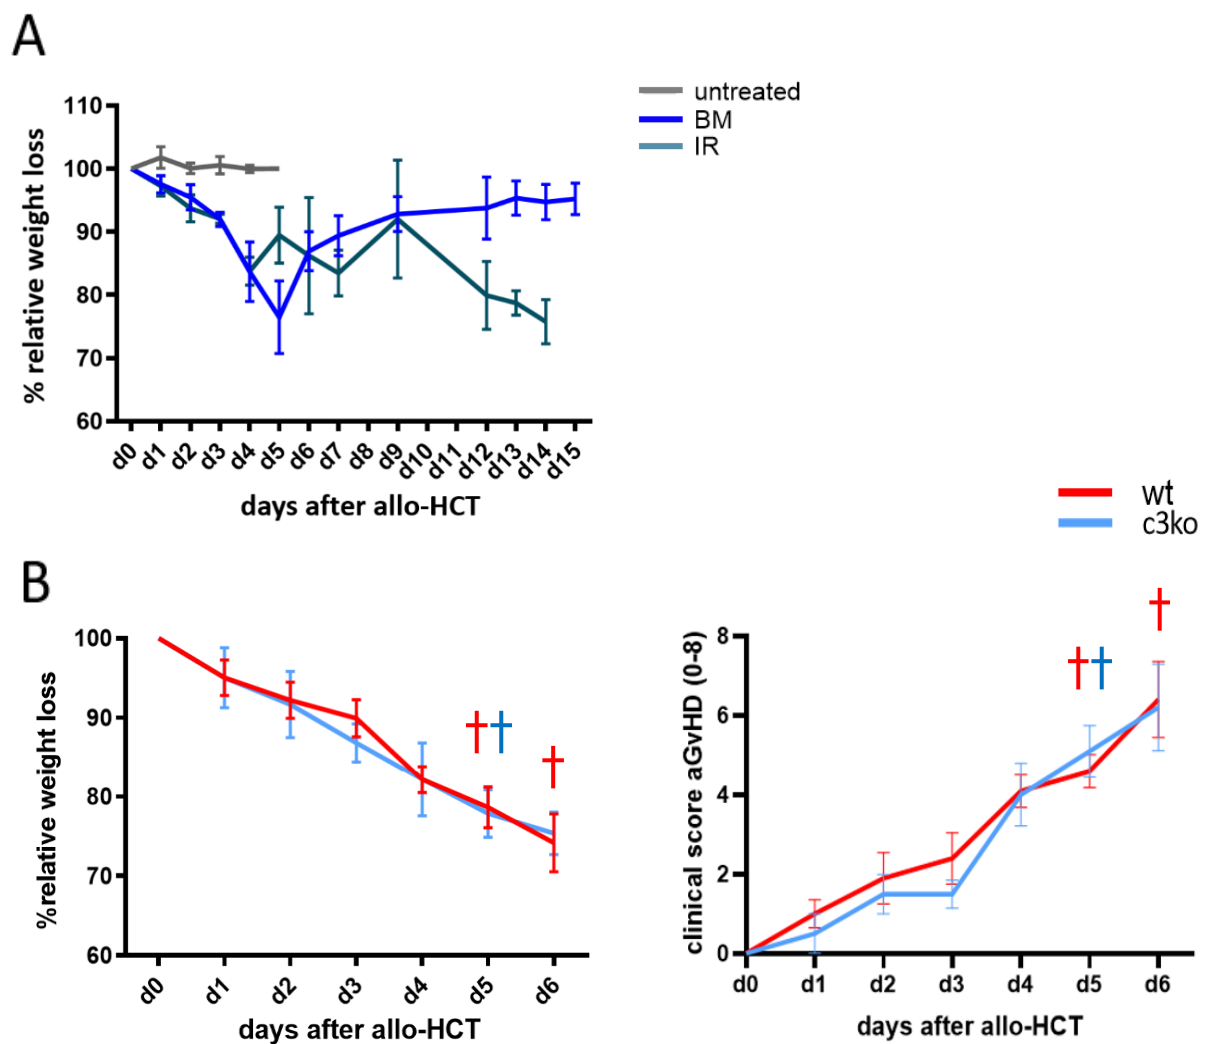 A
untreated
BM
IR
% relative weight loss
110
100
90
80
70
60
d0 d1 d2 d3 d4 d5 d6 d7 d8 d9 d10 d11 d12 d13 d14 d15
days after allo-HCT
wt
c3ko
B
%relative weight loss
100
90
80
70
60
d0 d1 d2 d3 d4 d5 d6
days after allo-HCT
clinical score aGvHD (0-8)
8
6
4
2
0
d0 d1 d2 d3 d4 d5 d6
days after allo-HCT